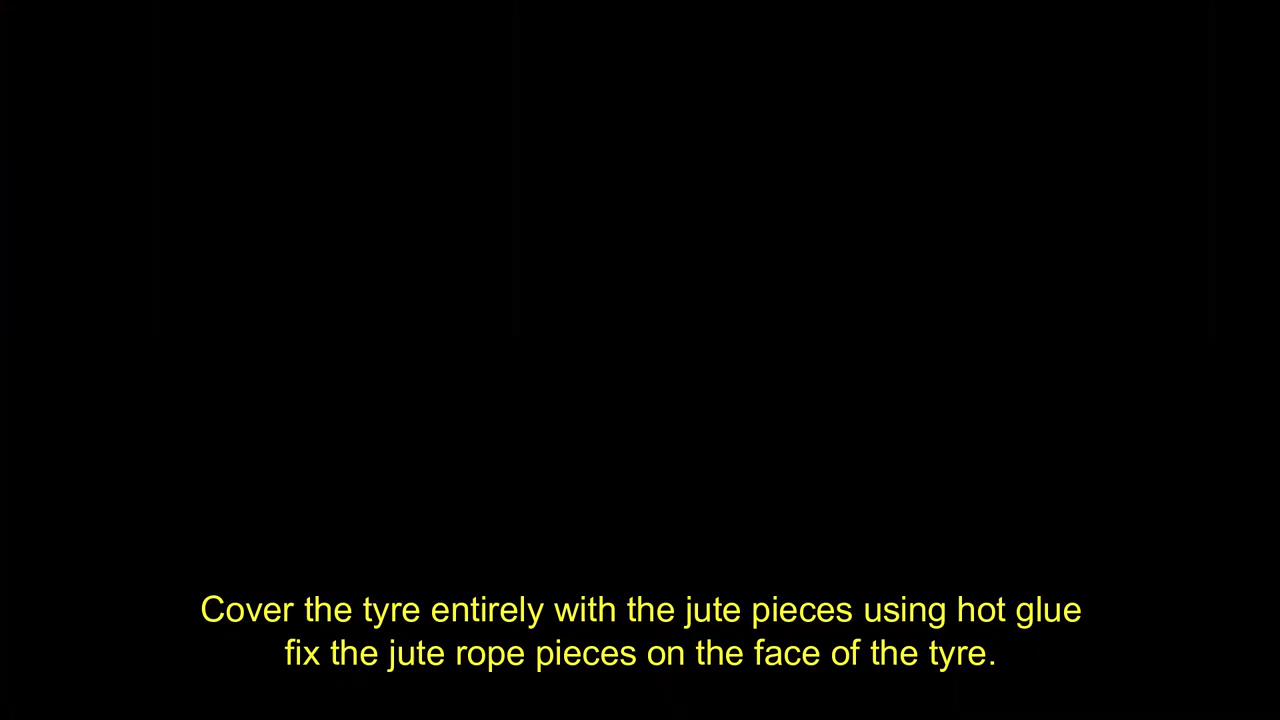 Cover the tyre entirely with the jute pieces using hot glue
fix the jute rope pieces on the face of the tyre.